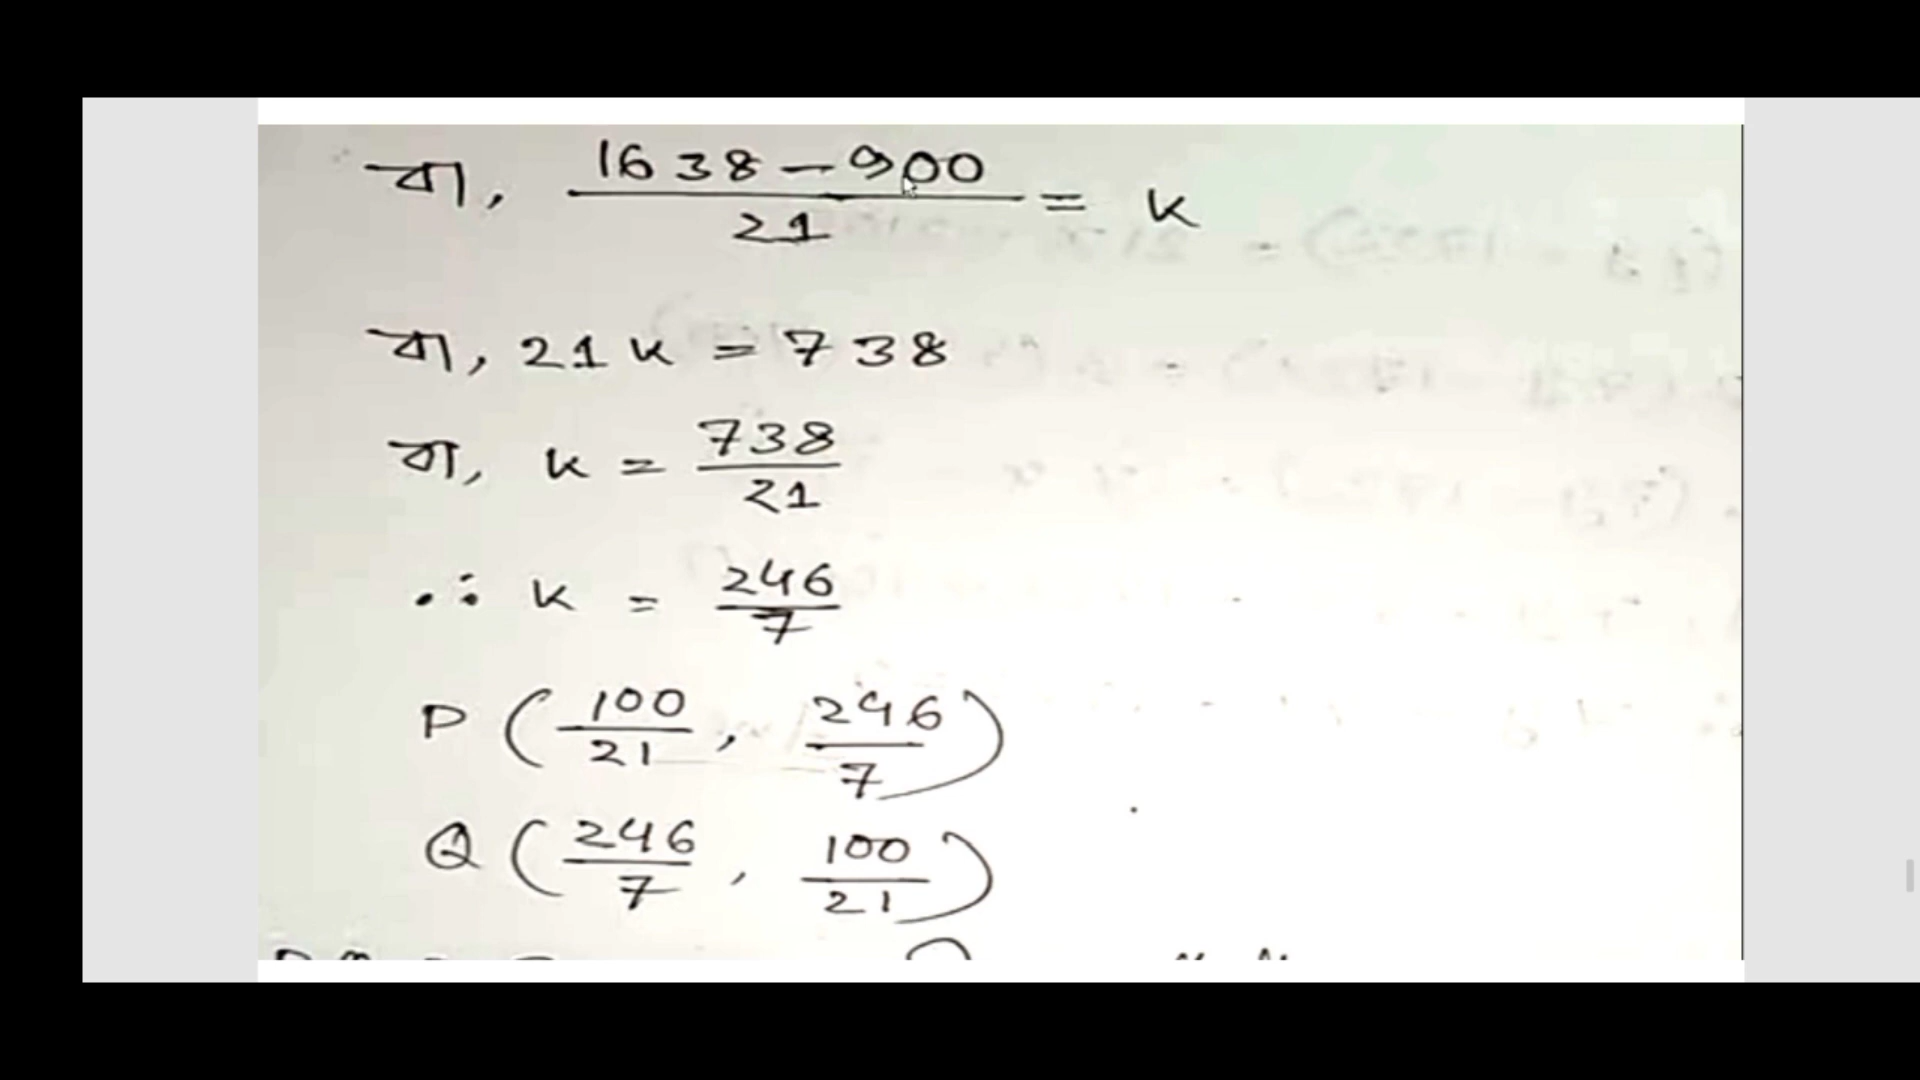 বা, (1638 - 900)/21 = k
বা, 21k = 738
বা, k = 738/21
∴ k = 246/7
P (100/21, 246/7)
Q (246/7, 100/21)